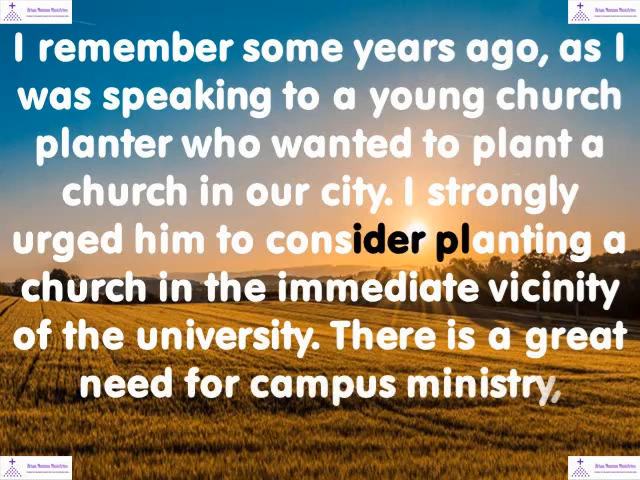 I remember some years ago, as I
was speaking to a young church
planter who wanted to plant a
church in our city. I strongly
urged him to consider planting a
church in the immediate vicinity
of the university. There is a great
need for campus ministry,